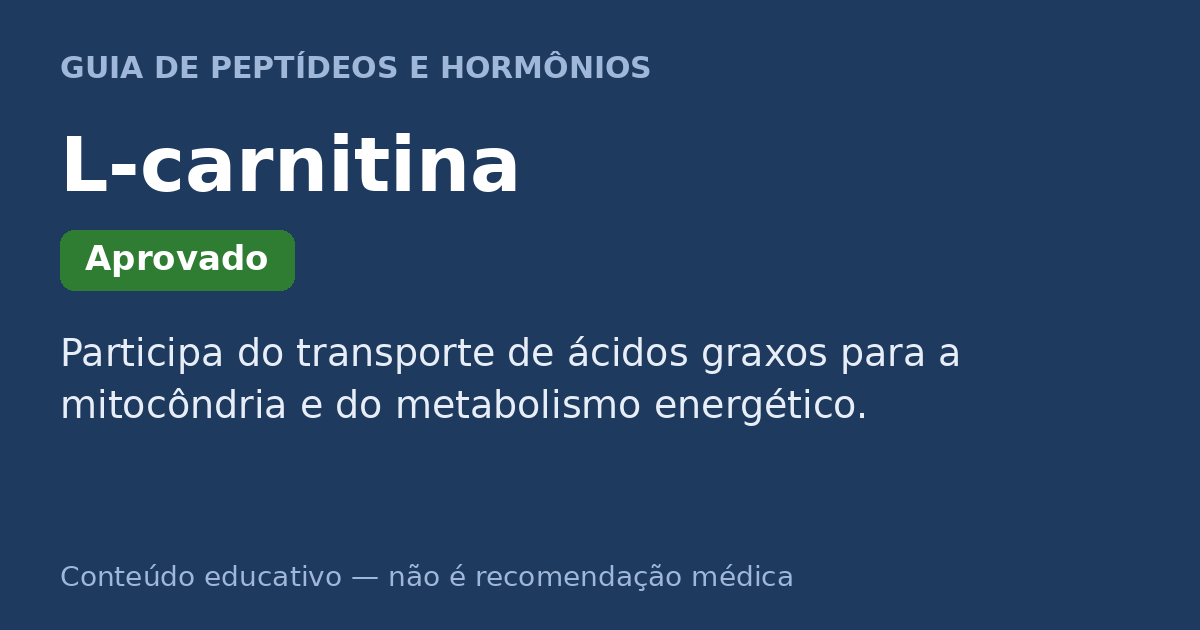 GUIA DE PEPTÍDEOS E HORMÔNIOS
L-carnitina
Aprovado
Participa do transporte de ácidos graxos para a
mitocôndria e do metabolismo energético.
Conteúdo educativo — não é recomendação médica